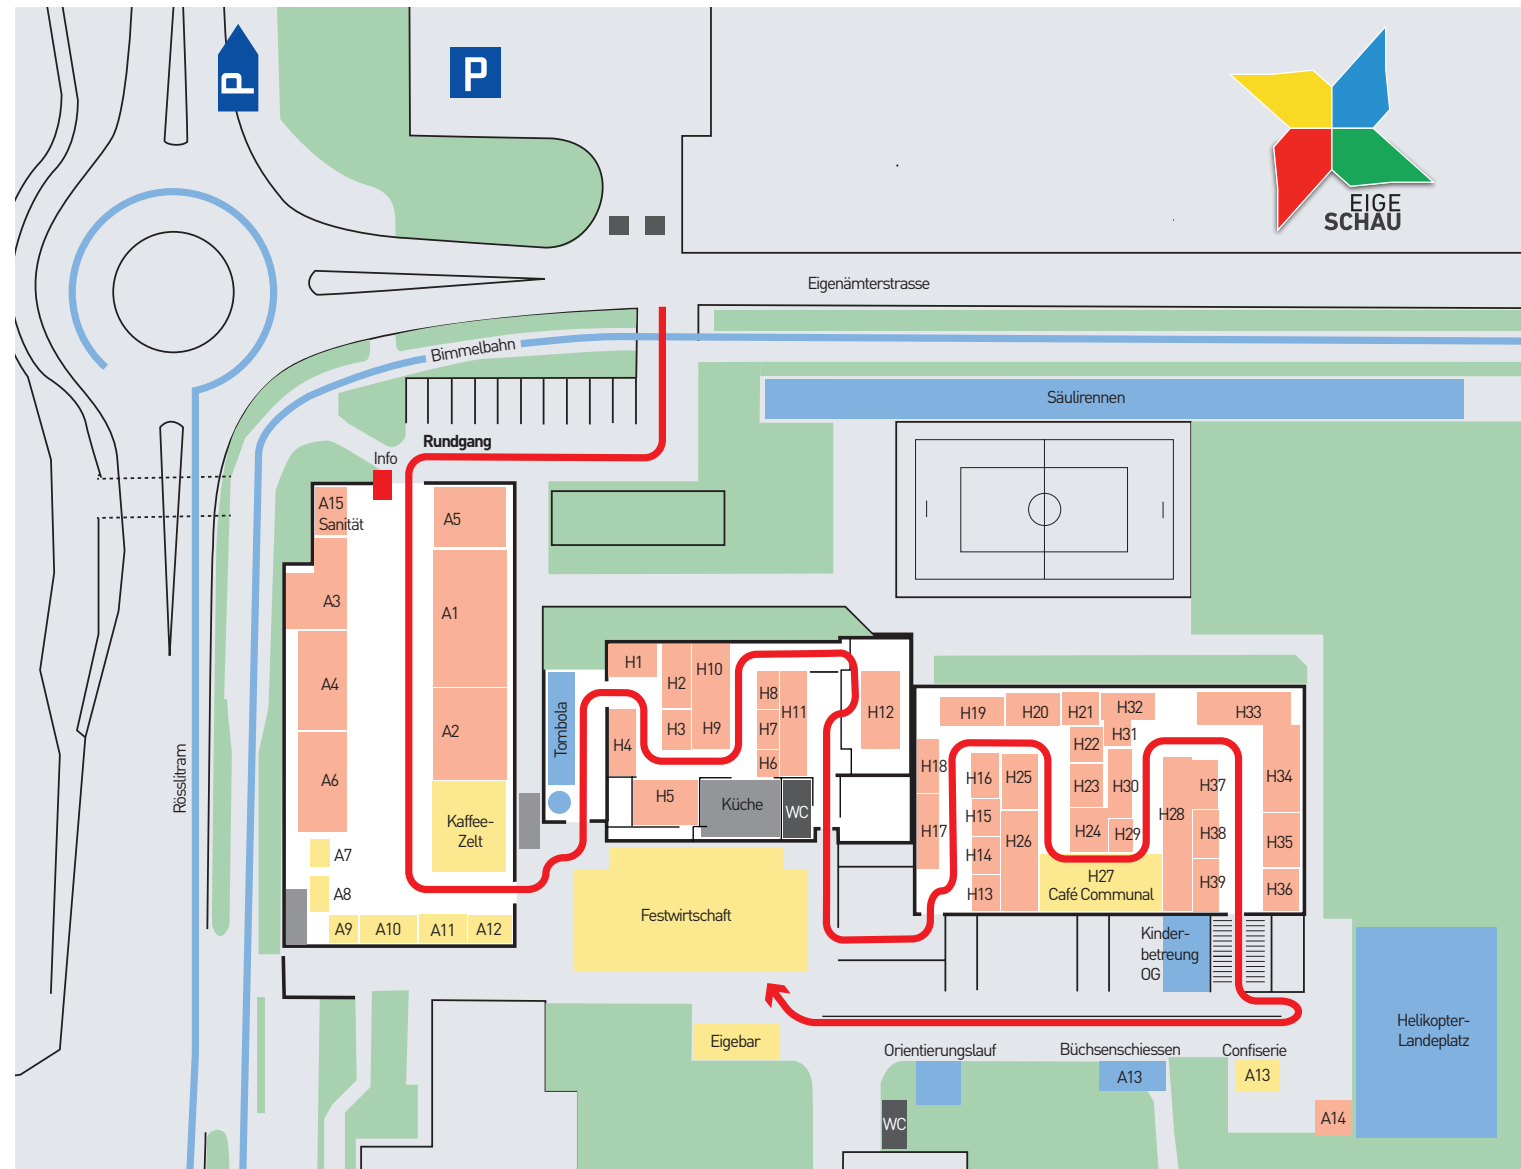 P
P
EIGE
SCHAU
Eigenämterstrasse
Bimmelbahn
Säulirennen
Rundgang
Info
A15
Sanität
A5
A3
A1
A4
A2
A6
Kaffee-
Zelt
A7
A8
A9
A10
A11
A12
Rösslitram
Tombola
H1
H2
H10
H3
H9
H4
H5
H8
H7
H11
H6
Küche
WC
H12
Festwirtschaft
H19
H20
H21
H32
H33
H31
H22
H18
H16
H25
H23
H30
H37
H34
H15
H17
H24
H29
H28
H38
H26
H35
H14
H13
H27
Café Communal
H39
H36
Kinder-
betreung
OG
Eigebar
Orientierungslauf
Büchsenschiessen
A13
Confiserie
A13
WC
A14
Helikopter-
Landeplatz